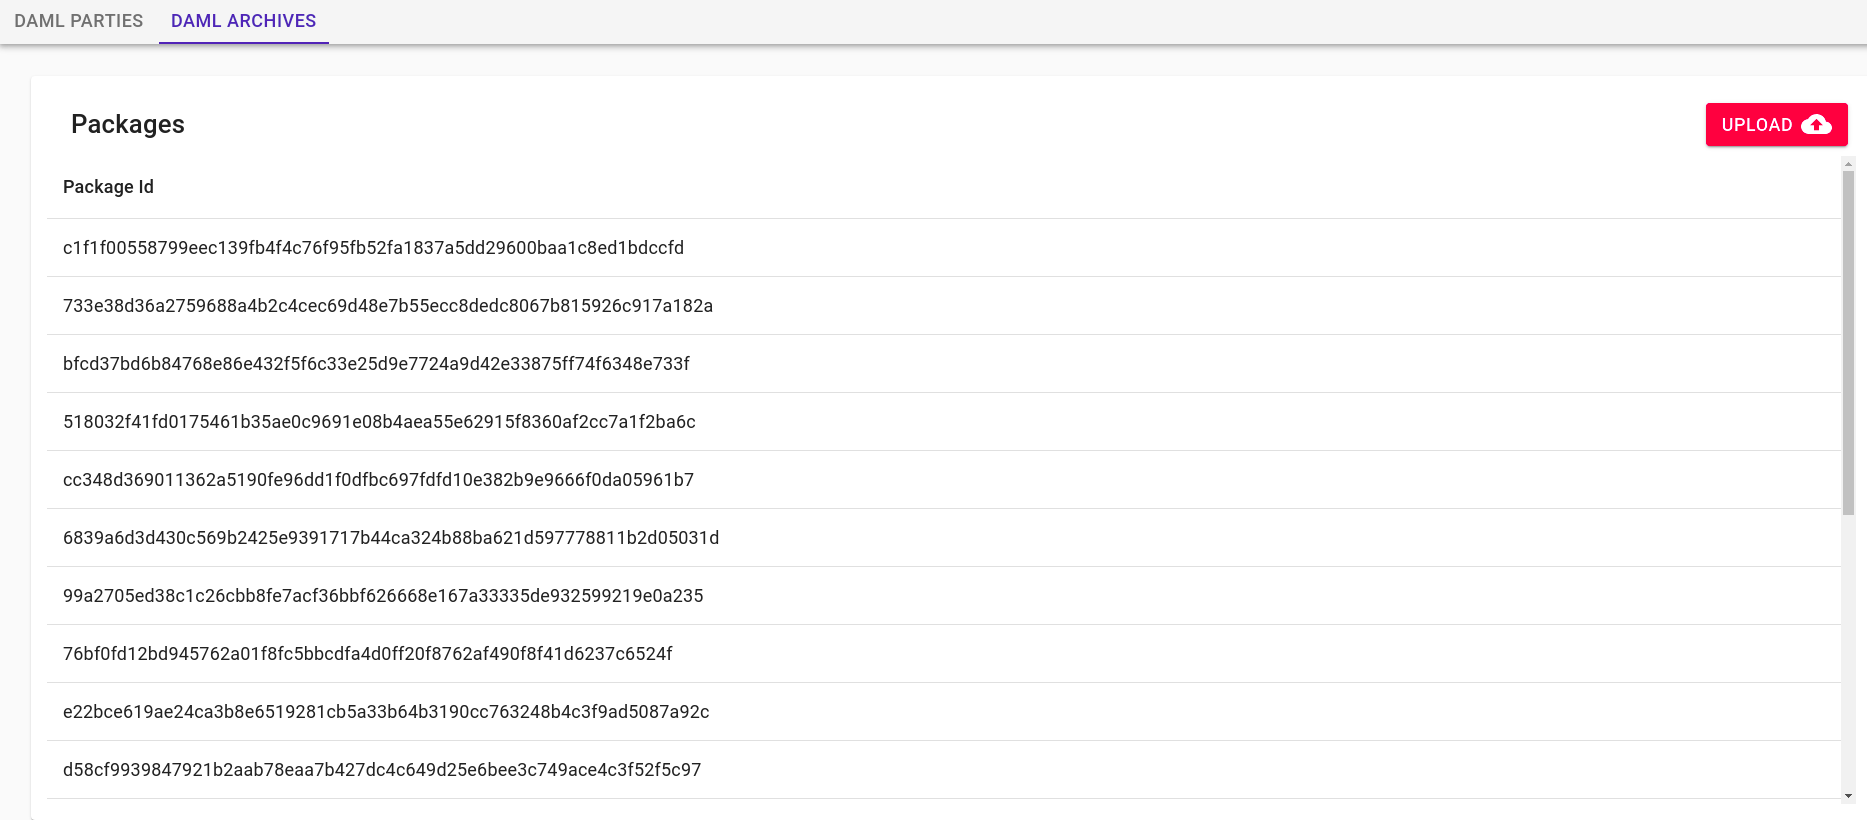 DAML PARTIES DAML ARCHIVES
Packages
UPLOAD
Package Id
c1f1f00558799eec139fb4f4c76f95fb52fa1837a5dd29600baa1c8ed1bdccfd
733e38d36a2759688a4b2c4cec69d48e7b55ecc8dedc8067b815926c917a182a
bfcd37bd6b84768e86e432f5f6c33e25d9e7724a9d42e33875ff74f6348e733f
518032f41fd0175461b35ae0c9691e08b4aea55e62915f8360af2cc7a1f2ba6c
cc348d369011362a5190fe96dd1f0dfbc697fdfd10e382b9e9666f0da05961b7
6839a6d3d430c569b2425e9391717b44ca324b88ba621d597778811b2d05031d
99a2705ed38c1c26cbb8fe7acf36bbf626668e167a33335de932599219e0a235
76bf0fd12bd945762a01f8fc5bbcdfa4d0ff20f8762af490f8f41d6237c6524f
e22bce619ae24ca3b8e6519281cb5a33b64b3190cc763248b4c3f9ad5087a92c
d58cf9939847921b2aab78eaa7b427dc4c649d25e6bee3c749ace4c3f52f5c97